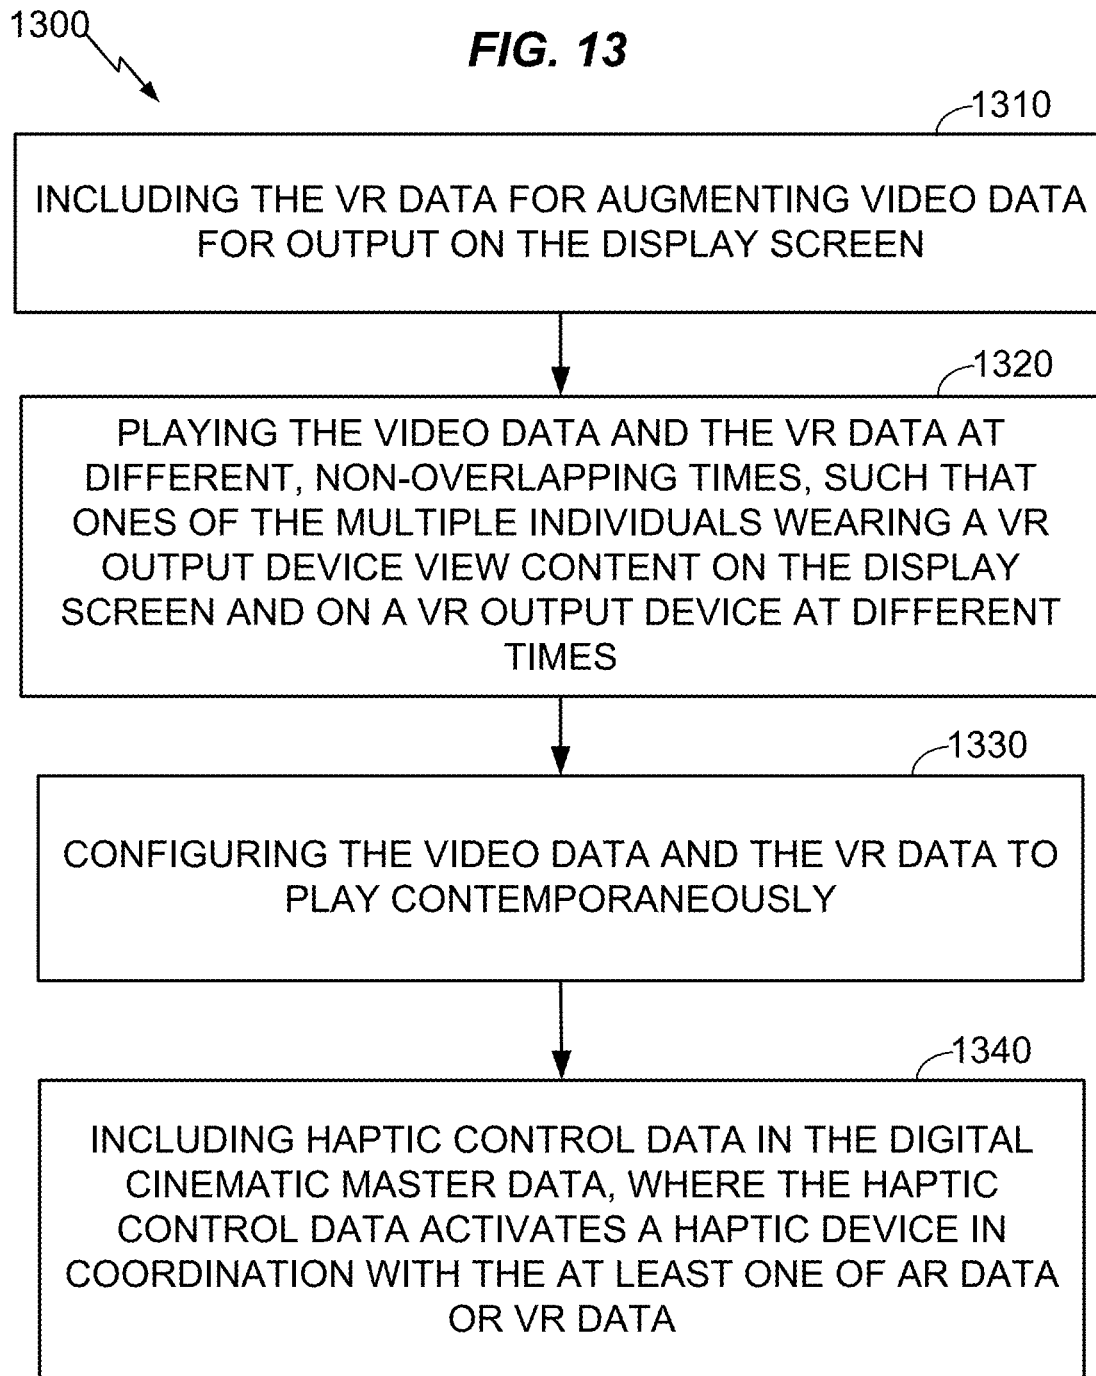 1300
FIG. 13
1310
INCLUDING THE VR DATA FOR AUGMENTING VIDEO DATA
FOR OUTPUT ON THE DISPLAY SCREEN
1320
PLAYING THE VIDEO DATA AND THE VR DATA AT
DIFFERENT, NON-OVERLAPPING TIMES, SUCH THAT
ONES OF THE MULTIPLE INDIVIDUALS WEARING A VR
OUTPUT DEVICE VIEW CONTENT ON THE DISPLAY
SCREEN AND ON A VR OUTPUT DEVICE AT DIFFERENT
TIMES
1330
CONFIGURING THE VIDEO DATA AND THE VR DATA TO
PLAY CONTEMPORANEOUSLY
1340
INCLUDING HAPTIC CONTROL DATA IN THE DIGITAL
CINEMATIC MASTER DATA, WHERE THE HAPTIC
CONTROL DATA ACTIVATES A HAPTIC DEVICE IN
COORDINATION WITH THE AT LEAST ONE OF AR DATA
OR VR DATA